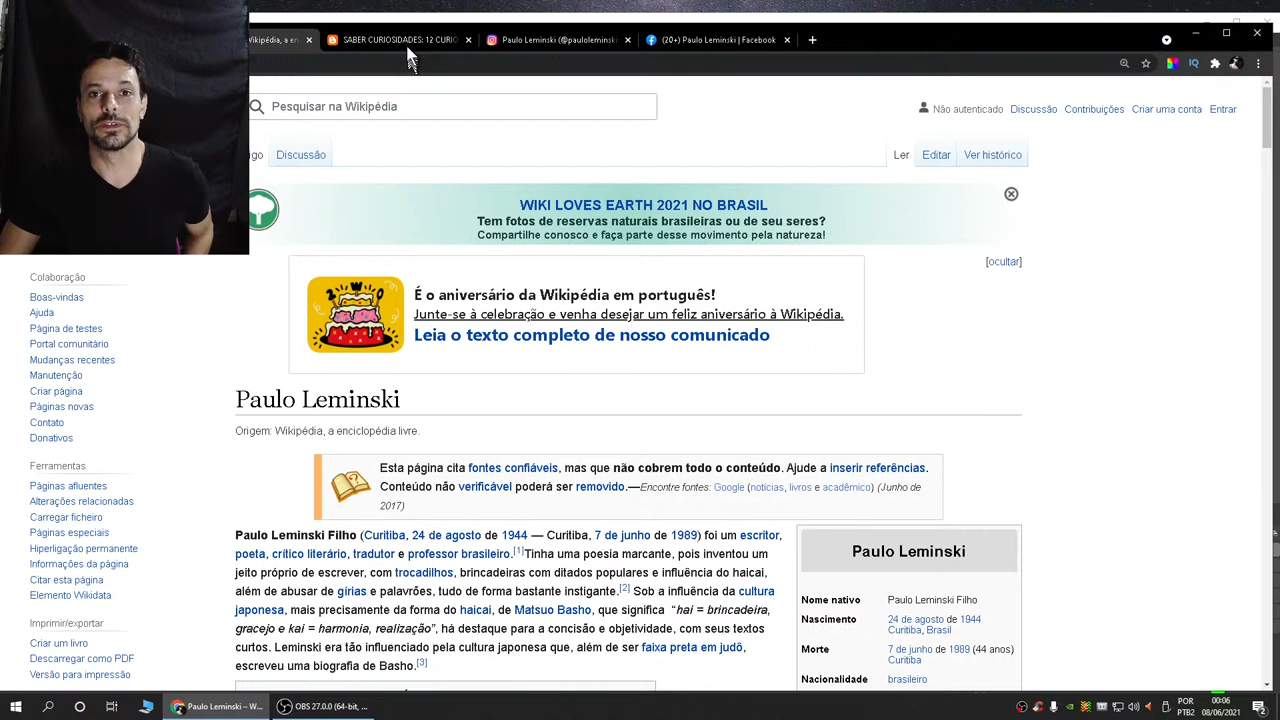 Wikipédia, a en
SABER CURIOSIDADES: 12 CURIO
Paulo Leminski (@pauloleminsk
(20+) Paulo Leminski | Facebook
Pesquisar na Wikipédia
Não autenticado Discussão Contribuições Criar uma conta Entrar
go Discussão
Ler Editar Ver histórico
WIKI LOVES EARTH 2021 NO BRASIL
Tem fotos de reservas naturais brasileiras ou de seu seres?
Compartilhe conosco e faça parte desse movimento pela natureza!
[ocultar]
É o aniversário da Wikipédia em português!
Junte-se à celebração e venha desejar um feliz aniversário à Wikipédia.
Leia o texto completo de nosso comunicado
Colaboração
Boas-vindas
Ajuda
Página de testes
Portal comunitário
Mudanças recentes
Manutenção
Criar página
Páginas novas
Contato
Donativos
Ferramentas
Páginas afluentes
Alterações relacionadas
Carregar ficheiro
Páginas especiais
Hiperligação permanente
Informações da página
Citar esta página
Elemento Wikidata
Imprimir/exportar
Criar um livro
Descarregar como PDF
Versão para impressão
Paulo Leminski
Origem: Wikipédia, a enciclopédia livre.
Esta página cita fontes confiáveis, mas que não cobrem todo o conteúdo. Ajude a inserir referências.
Conteúdo não verificável poderá ser removido.—Encontre fontes: Google (notícias, livros e acadêmico) (Junho de
2017)
Paulo Leminski Filho (Curitiba, 24 de agosto de 1944 — Curitiba, 7 de junho de 1989) foi um escritor,
poeta, crítico literário, tradutor e professor brasileiro.[1]Tinha uma poesia marcante, pois inventou um
jeito próprio de escrever, com trocadilhos, brincadeiras com ditados populares e influência do haicai,
além de abusar de gírias e palavrões, tudo de forma bastante instigante.[2] Sob a influência da cultura
japonesa, mais precisamente da forma do haicai, de Matsuo Basho, que significa “hai = brincadeira,
gracejo e kai = harmonia, realização”, há destaque para a concisão e objetividade, com seus textos
curtos. Leminski era tão influenciado pela cultura japonesa que, além de ser faixa preta em judô,
escreveu uma biografia de Basho.[3]
Paulo Leminski
Nome nativo Paulo Leminski Filho
Nascimento 24 de agosto de 1944
Curitiba, Brasil
Morte 7 de junho de 1989 (44 anos)
Curitiba
Nacionalidade brasileiro
Paulo Leminski – W...
OBS 27.0.0 (64-bit, ...
POR
PTB2
00:06
08/06/2021